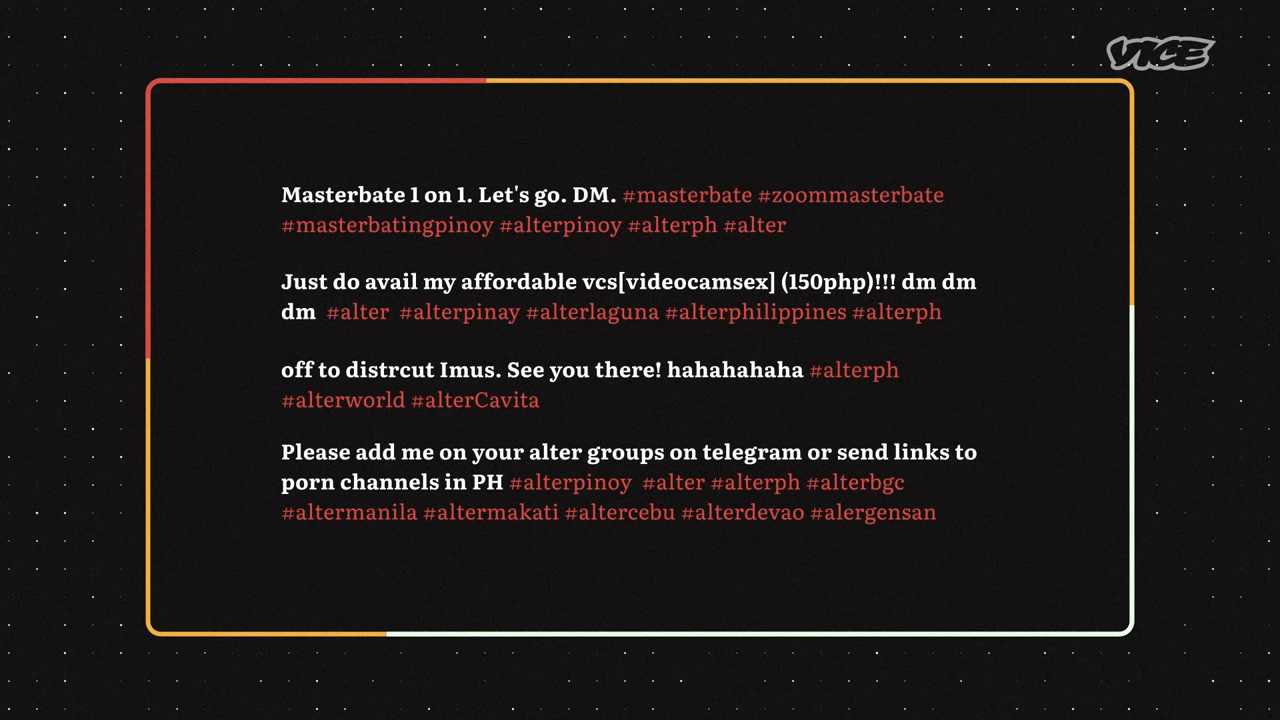 VICE
Masterbate 1 on 1. Let's go. DM. #masterbate #zoommasterbate
#masterbatingpinoy #alterpinoy #alterph #alter
Just do avail my affordable vcs[videocamsex] (150php)!!! dm dm
dm #alter #alterpinay #alterlaguna #alterphilippines #alterph
off to distrcut Imus. See you there! hahahahaha #alterph
#alterworld #alterCavita
Please add me on your alter groups on telegram or send links to
porn channels in PH #alterpinoy #alter #alterph #alterbgc
#altermanila #altermakati #altercebu #alterdevao #alergensan